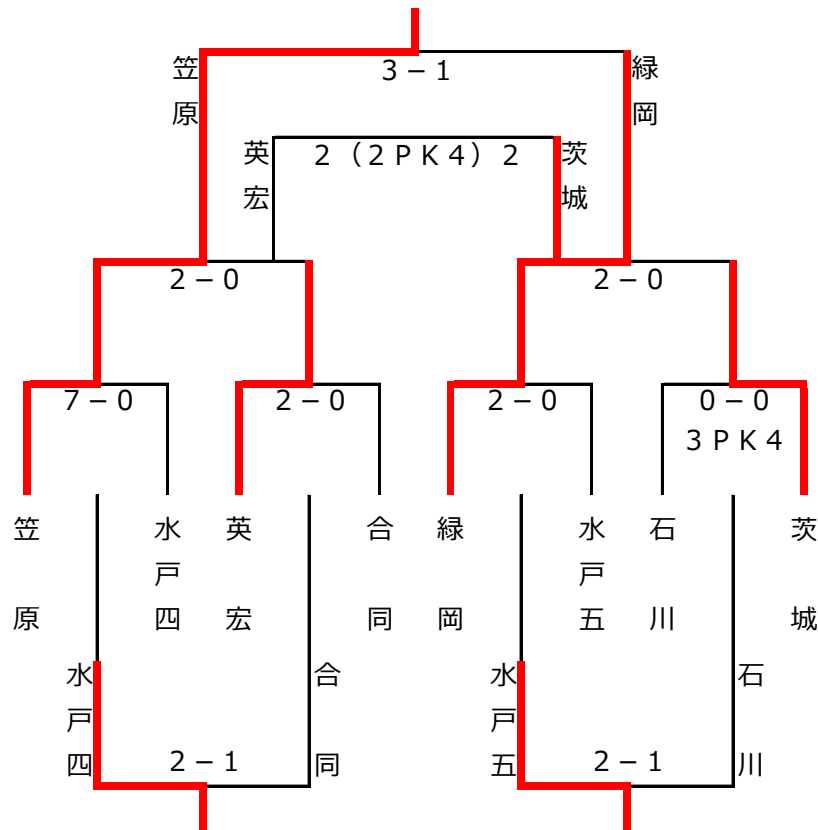 笠原
3－1
緑岡
英宏
2（2PK4）2
茨城
2－0
2－0
7－0
2－0
2－0
0－0
3PK4
笠原
水戸四
英宏
合同
緑岡
水戸五
石川
茨城
水戸四
2－1
合同
水戸五
2－1
石川